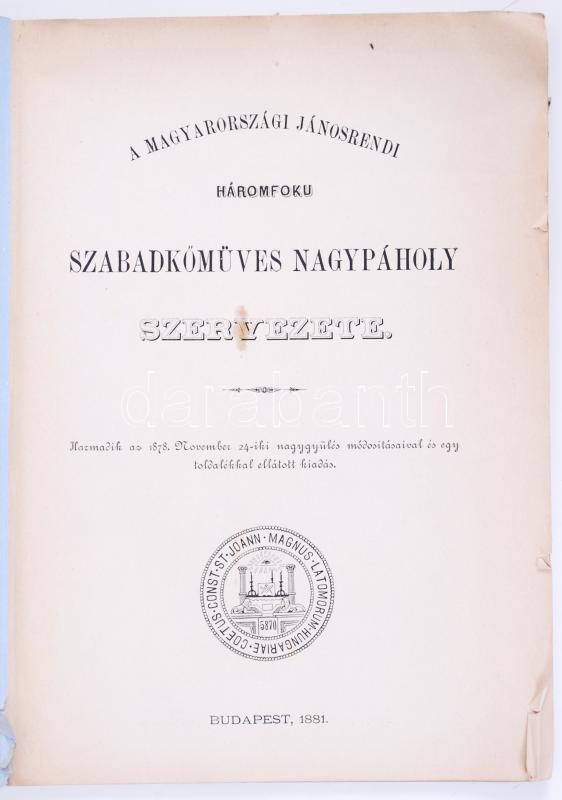 A MAGYARORSZÁGI JÁNOSRENDI
HÁROMFOKU
SZABADKŐMÜVES NAGYPÁHOLY
SZERVEZETE.
darabanth
Harmadik az 1878. November 24-iki nagygyülés módositásaival és egy
toldalékkal ellátott kiadás.
COETUS·CONST·ST·JOANN·MAGNUS·LATOMORUM·HUNGARIAE·
5870
BUDAPEST, 1881.